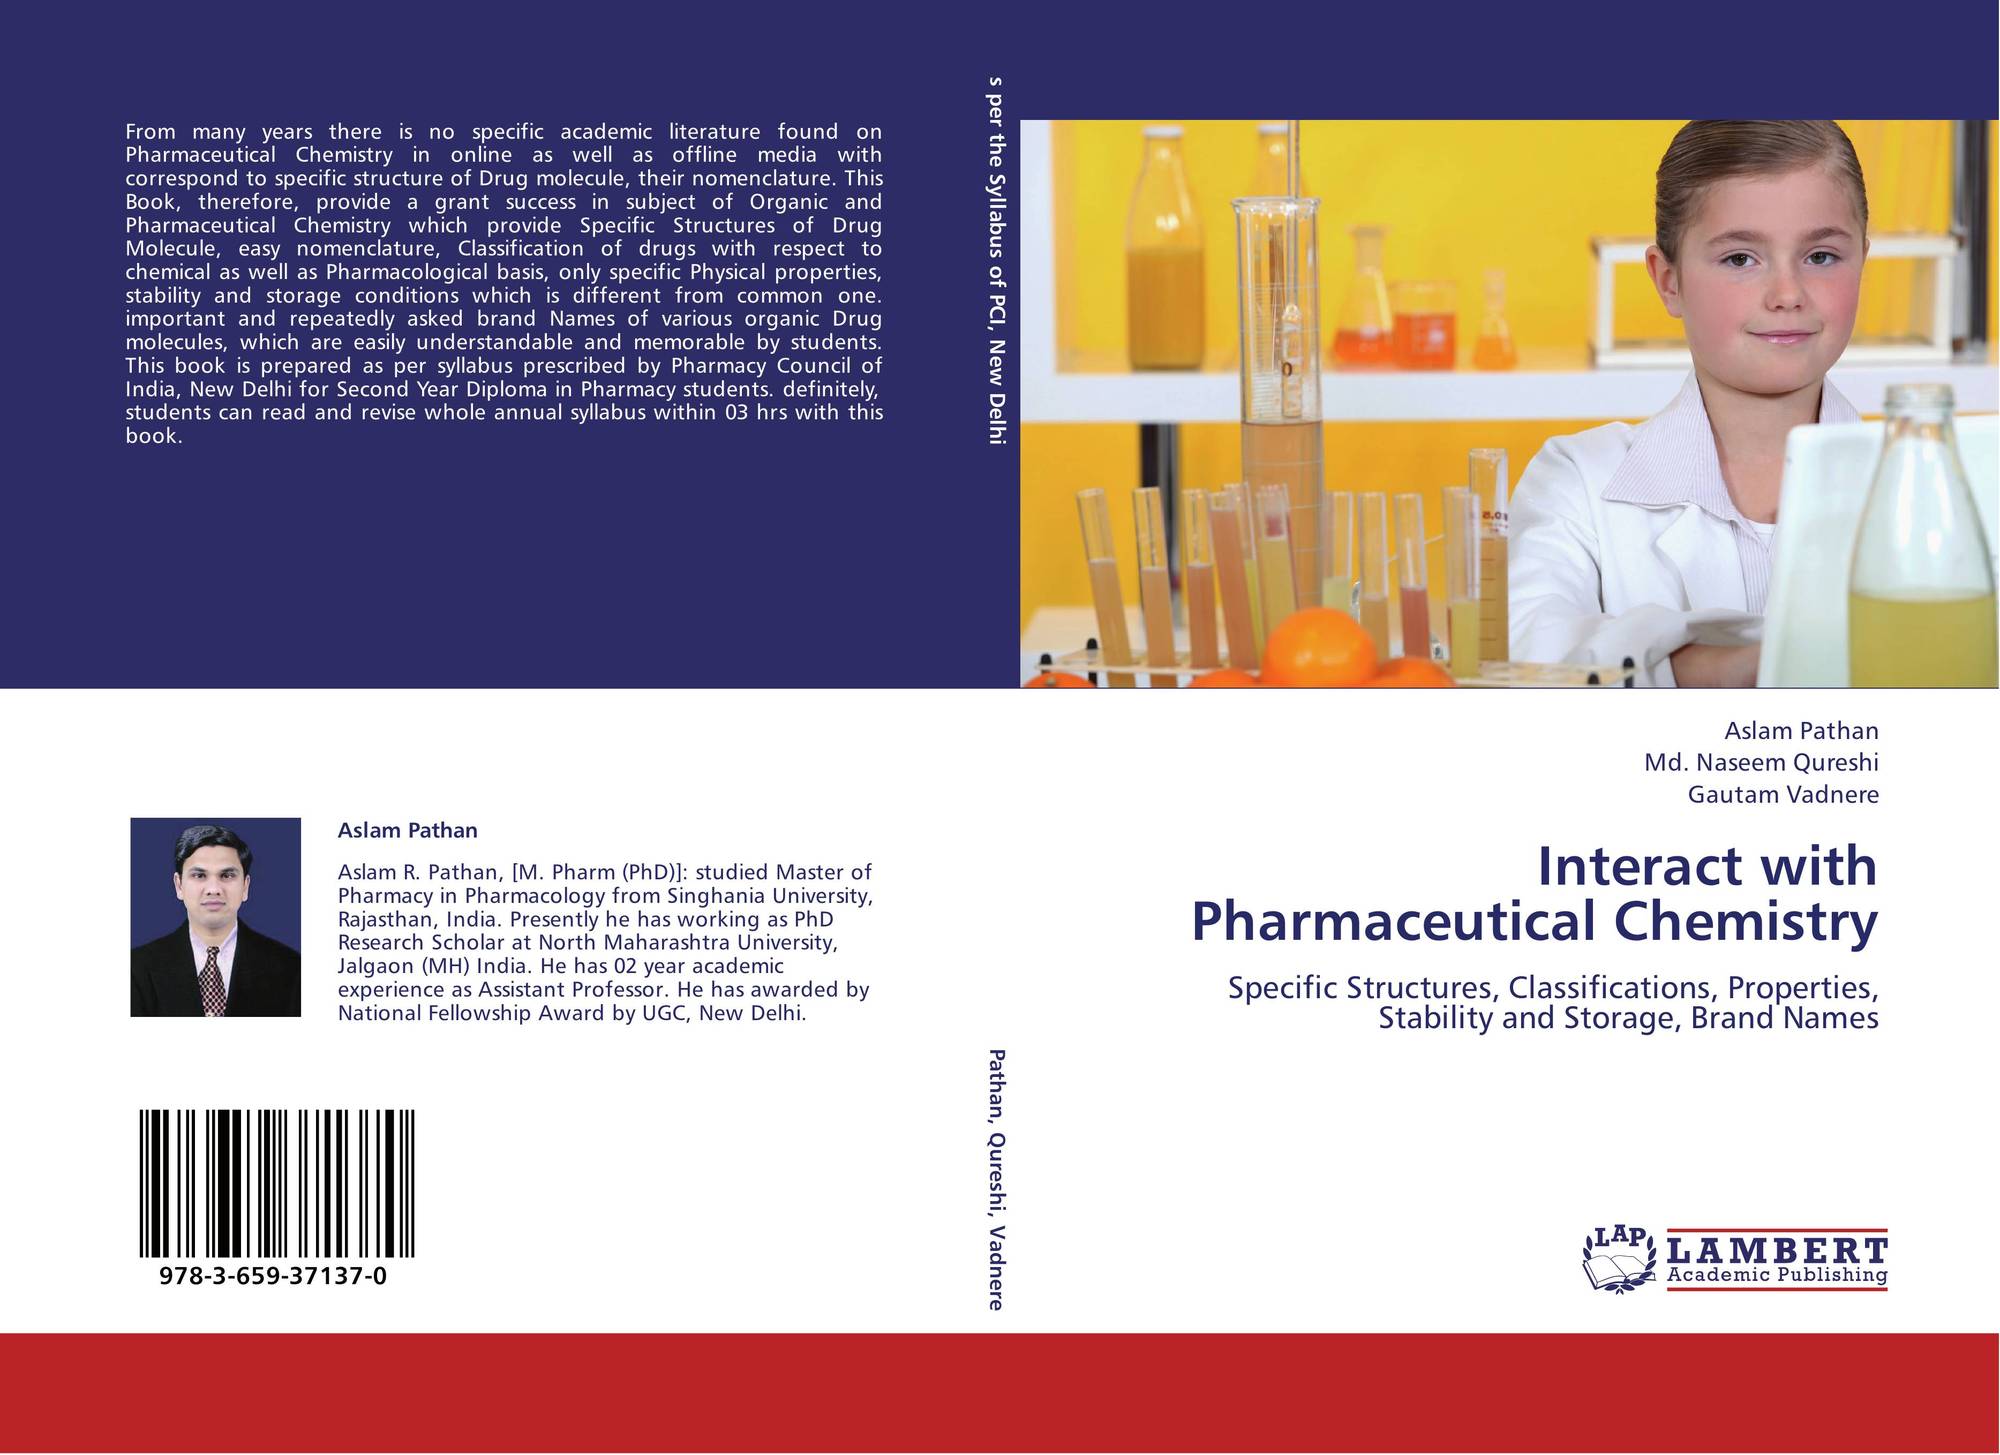 From many years there is no specific academic literature found on
Pharmaceutical Chemistry in online as well as offline media with
correspond to specific structure of Drug molecule, their nomenclature. This
Book, therefore, provide a grant success in subject of Organic and
Pharmaceutical Chemistry which provide Specific Structures of Drug
Molecule, easy nomenclature, Classification of drugs with respect to
chemical as well as Pharmacological basis, only specific Physical properties,
stability and storage conditions which is different from common one.
important and repeatedly asked brand Names of various organic Drug
molecules, which are easily understandable and memorable by students.
This book is prepared as per syllabus prescribed by Pharmacy Council of
India, New Delhi for Second Year Diploma in Pharmacy students. definitely,
students can read and revise whole annual syllabus within 03 hrs with this
book.
Aslam Pathan
Aslam R. Pathan, [M. Pharm (PhD)]: studied Master of
Pharmacy in Pharmacology from Singhania University,
Rajasthan, India. Presently he has working as PhD
Research Scholar at North Maharashtra University,
Jalgaon (MH) India. He has 02 year academic
experience as Assistant Professor. He has awarded by
National Fellowship Award by UGC, New Delhi.
978-3-659-37137-0
s per the Syllabus of PCI, New Delhi
Pathan, Qureshi, Vadnere
Aslam Pathan
Md. Naseem Qureshi
Gautam Vadnere
Interact with
Pharmaceutical Chemistry
Specific Structures, Classifications, Properties,
Stability and Storage, Brand Names
LAP
LAMBERT
Academic Publishing